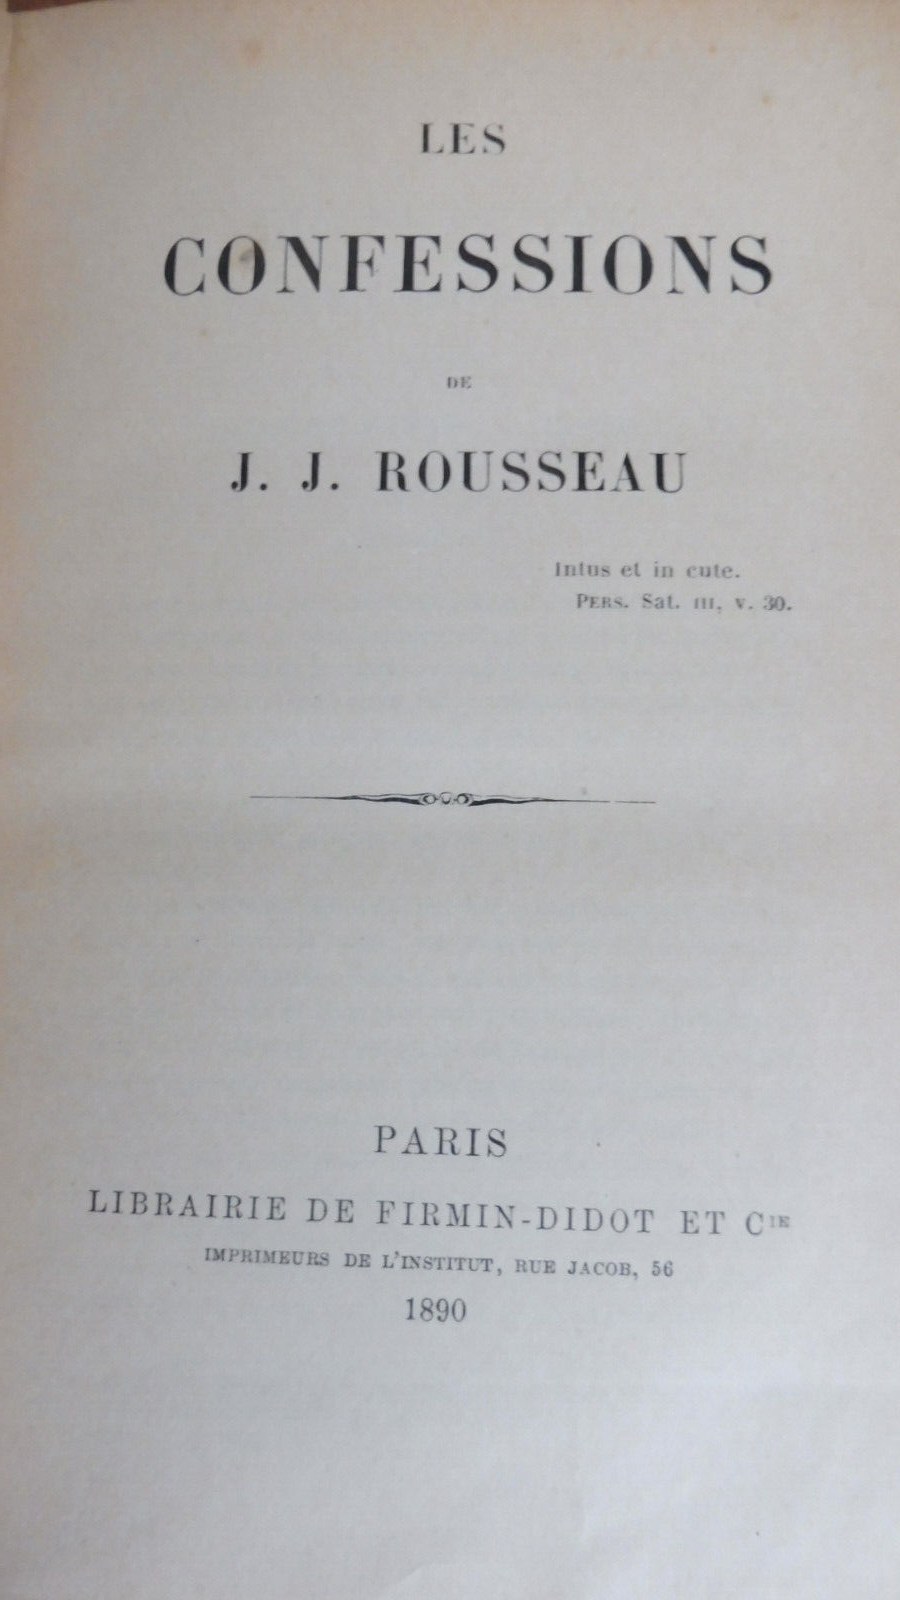 LES
CONFESSIONS
DE
J. J. ROUSSEAU
Intus et in cute.
PERS. Sat. III, v. 30.
PARIS
LIBRAIRIE DE FIRMIN-DIDOT ET CIE
IMPRIMEURS DE L'INSTITUT, RUE JACOB, 56
1890